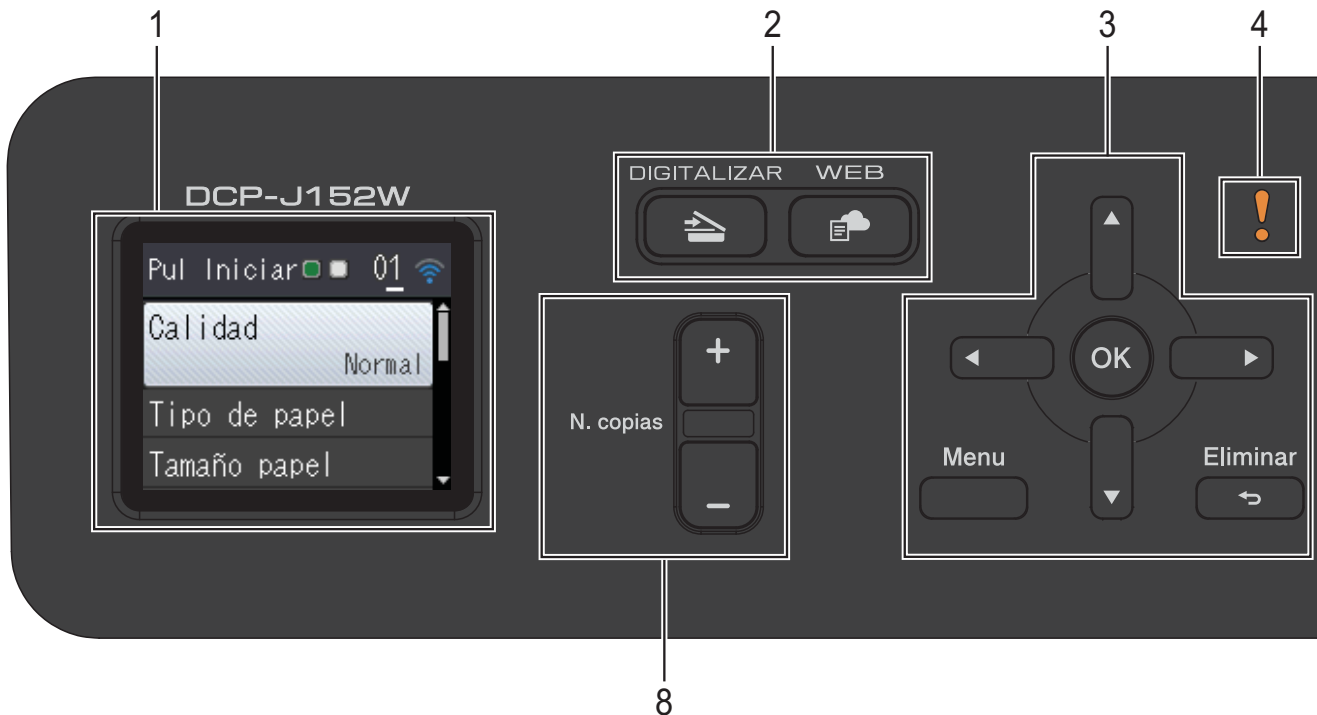 1 2 3 4
DIGITALIZAR WEB
DCP-J152W
Pul Iniciar 01
Calidad
Normal
Tipo de papel
Tamaño papel
N. copias
+
−
OK
Menu
Eliminar
8